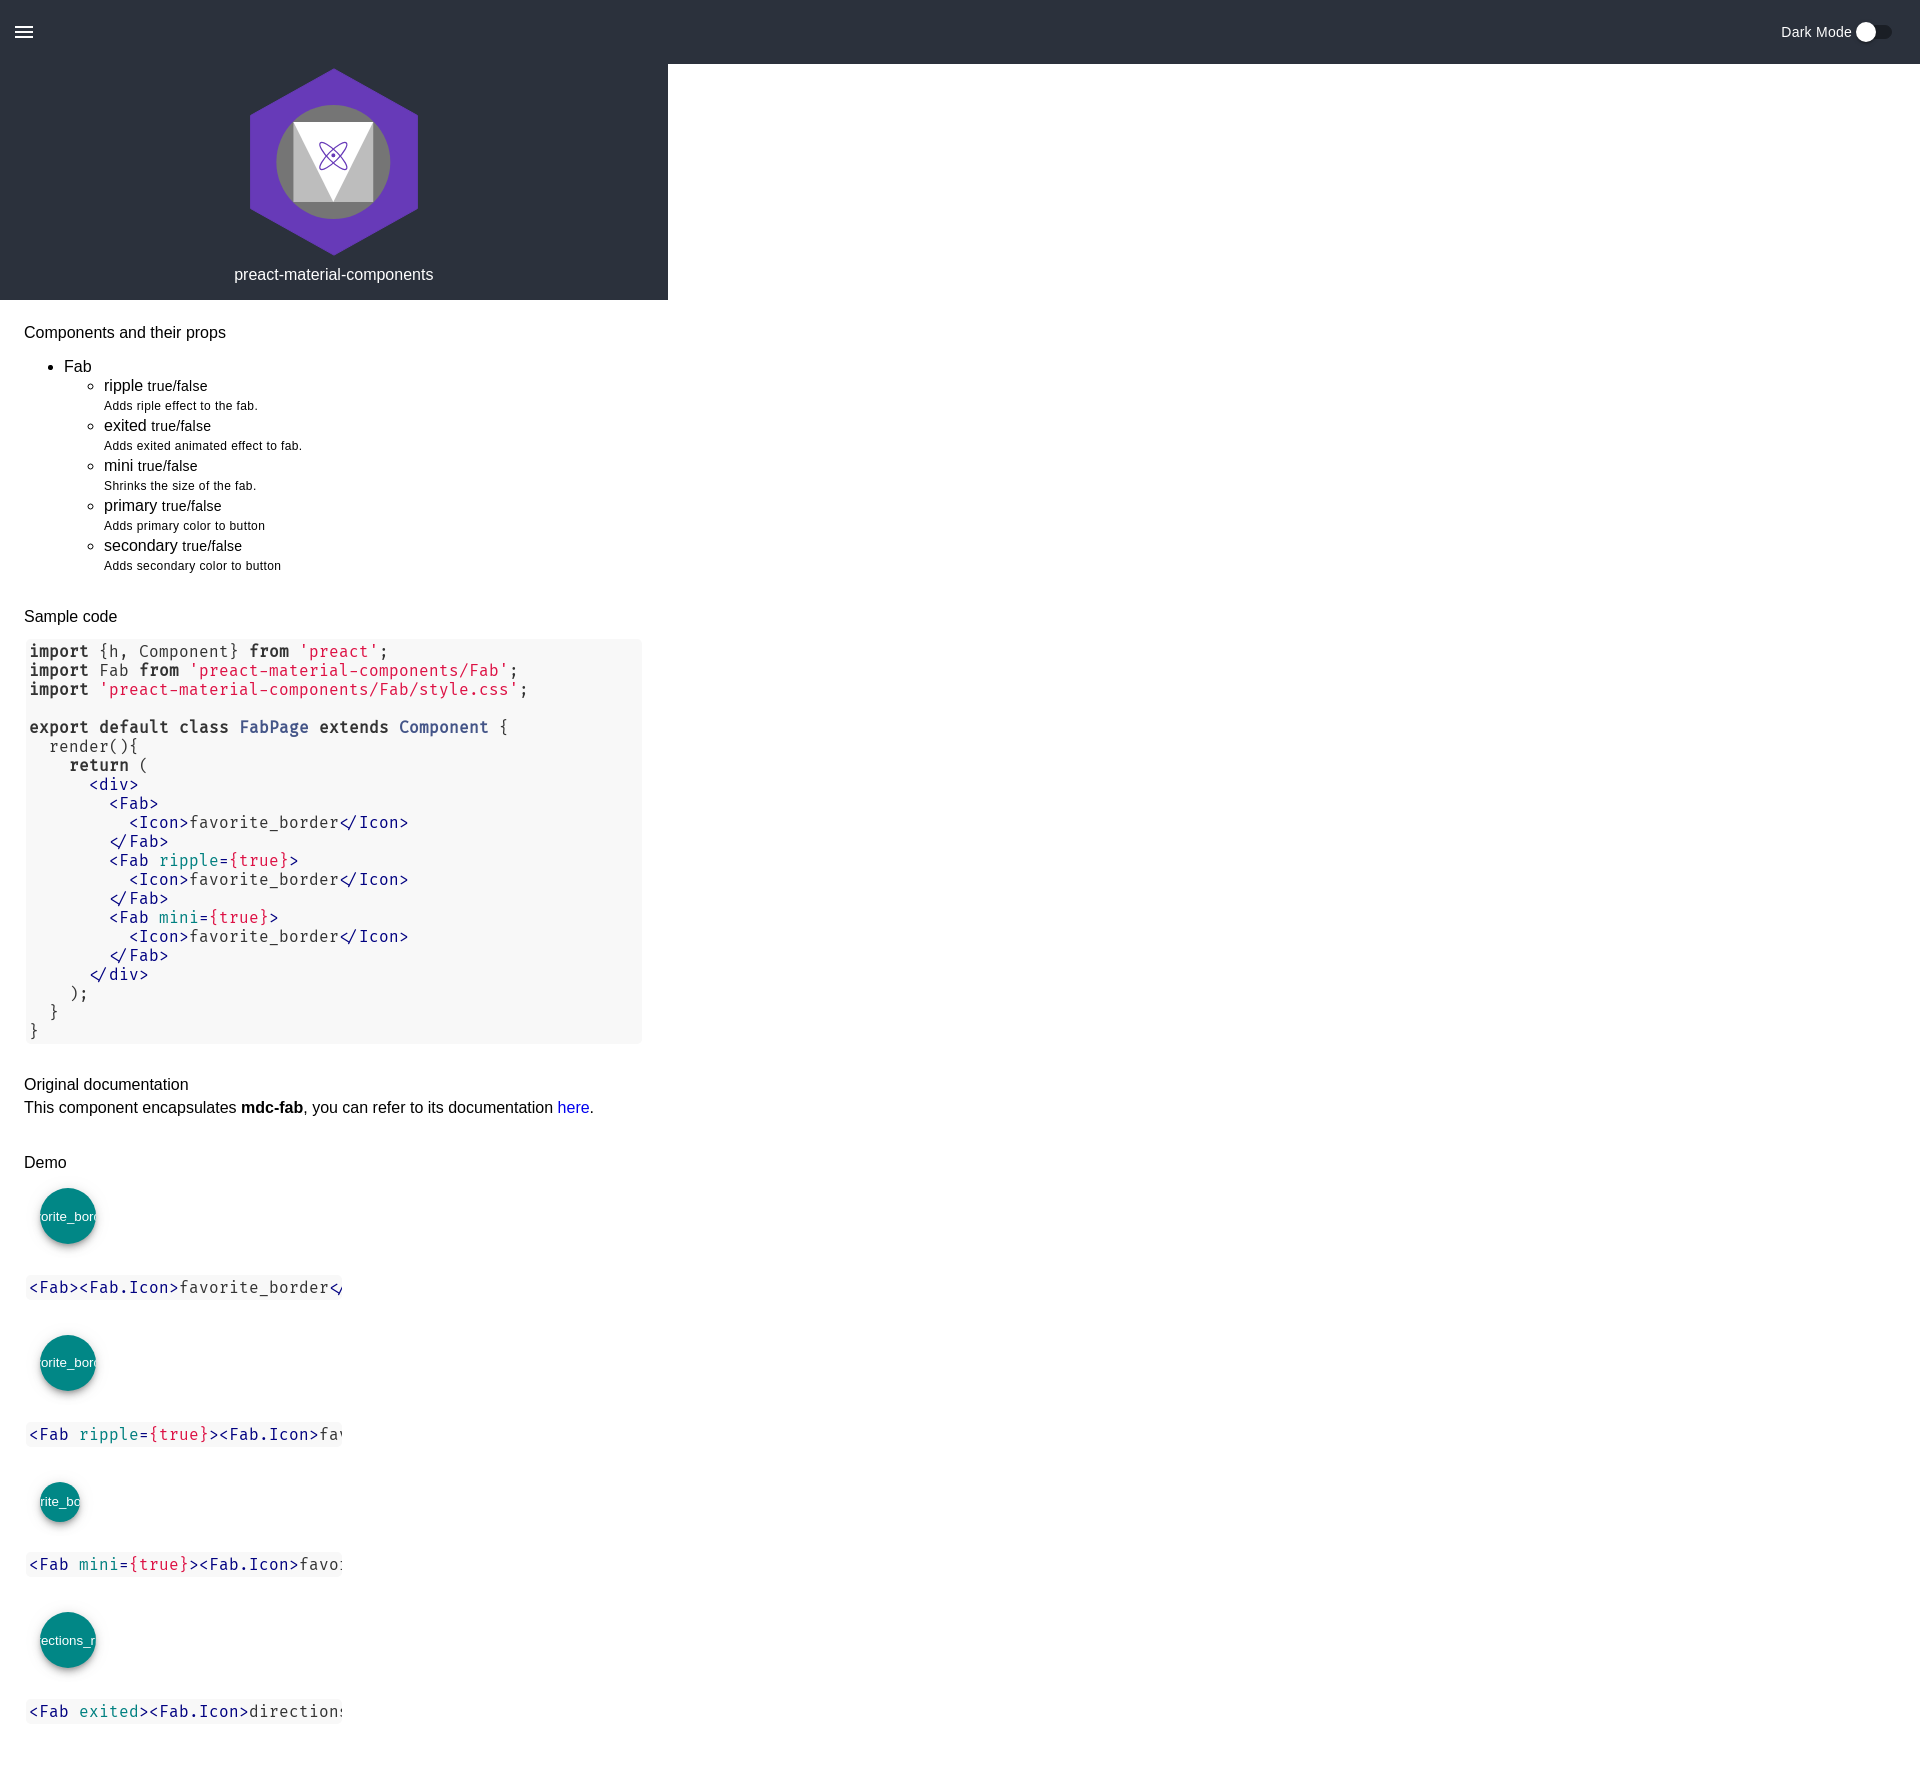 Dark Mode
preact-material-components
Components and their props
Fab
ripple true/false
Adds riple effect to the fab.
exited true/false
Adds exited animated effect to fab.
mini true/false
Shrinks the size of the fab.
primary true/false
Adds primary color to button
secondary true/false
Adds secondary color to button
Sample code
import {h, Component} from 'preact';
import Fab from 'preact-material-components/Fab';
import 'preact-material-components/Fab/style.css';
export default class FabPage extends Component {
render(){
return (
<div>
<Fab>
<Icon>favorite_border</Icon>
</Fab>
<Fab ripple={true}>
<Icon>favorite_border</Icon>
</Fab>
<Fab mini={true}>
<Icon>favorite_border</Icon>
</Fab>
</div>
);
}
}
Original documentation
This component encapsulates mdc-fab, you can refer to its documentation here.
Demo
orite_bor
<Fab><Fab.Icon>favorite_border</
orite_bor
<Fab ripple={true}><Fab.Icon>fav
rite_bo
<Fab mini={true}><Fab.Icon>favor
ections_r
<Fab exited><Fab.Icon>directions